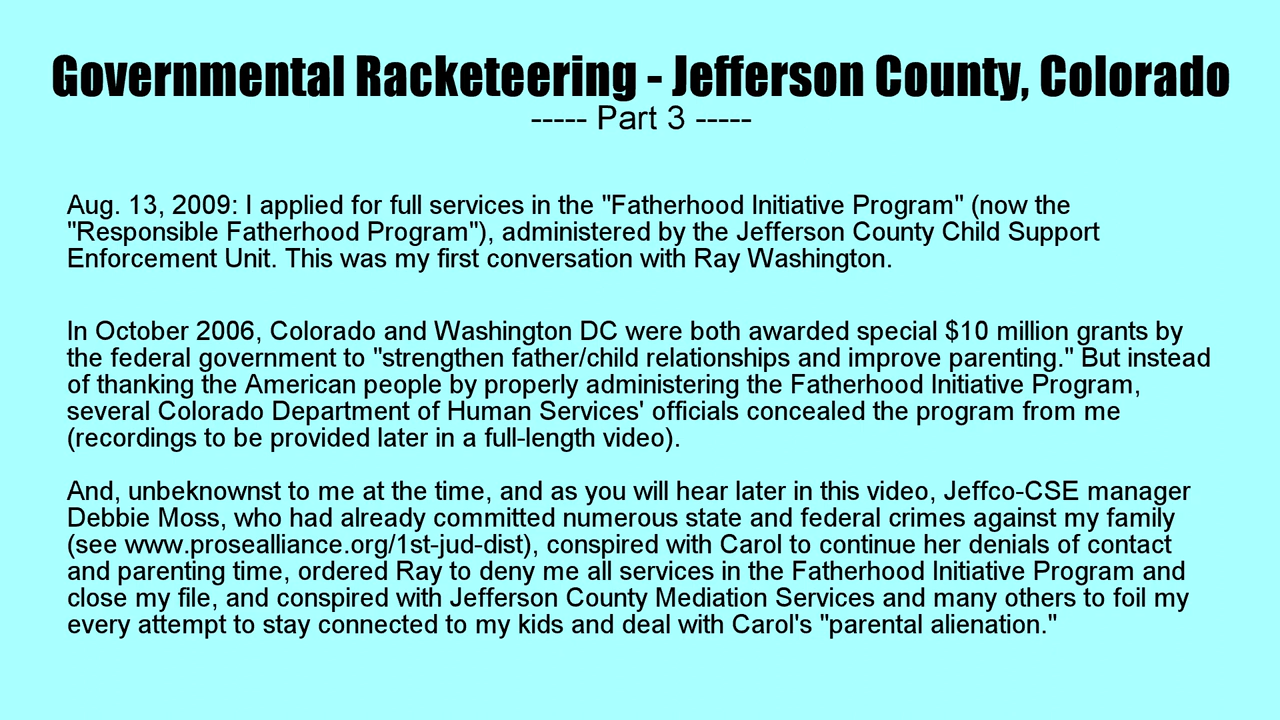 Governmental Racketeering - Jefferson County, Colorado
----- Part 3 -----
Aug. 13, 2009: I applied for full services in the "Fatherhood Initiative Program" (now the
"Responsible Fatherhood Program"), administered by the Jefferson County Child Support
Enforcement Unit. This was my first conversation with Ray Washington.
In October 2006, Colorado and Washington DC were both awarded special $10 million grants by
the federal government to "strengthen father/child relationships and improve parenting." But instead
of thanking the American people by properly administering the Fatherhood Initiative Program,
several Colorado Department of Human Services' officials concealed the program from me
(recordings to be provided later in a full-length video).
And, unbeknownst to me at the time, and as you will hear later in this video, Jeffco-CSE manager
Debbie Moss, who had already committed numerous state and federal crimes against my family
(see www.prosealliance.org/1st-jud-dist), conspired with Carol to continue her denials of contact
and parenting time, ordered Ray to deny me all services in the Fatherhood Initiative Program and
close my file, and conspired with Jefferson County Mediation Services and many others to foil my
every attempt to stay connected to my kids and deal with Carol's "parental alienation."